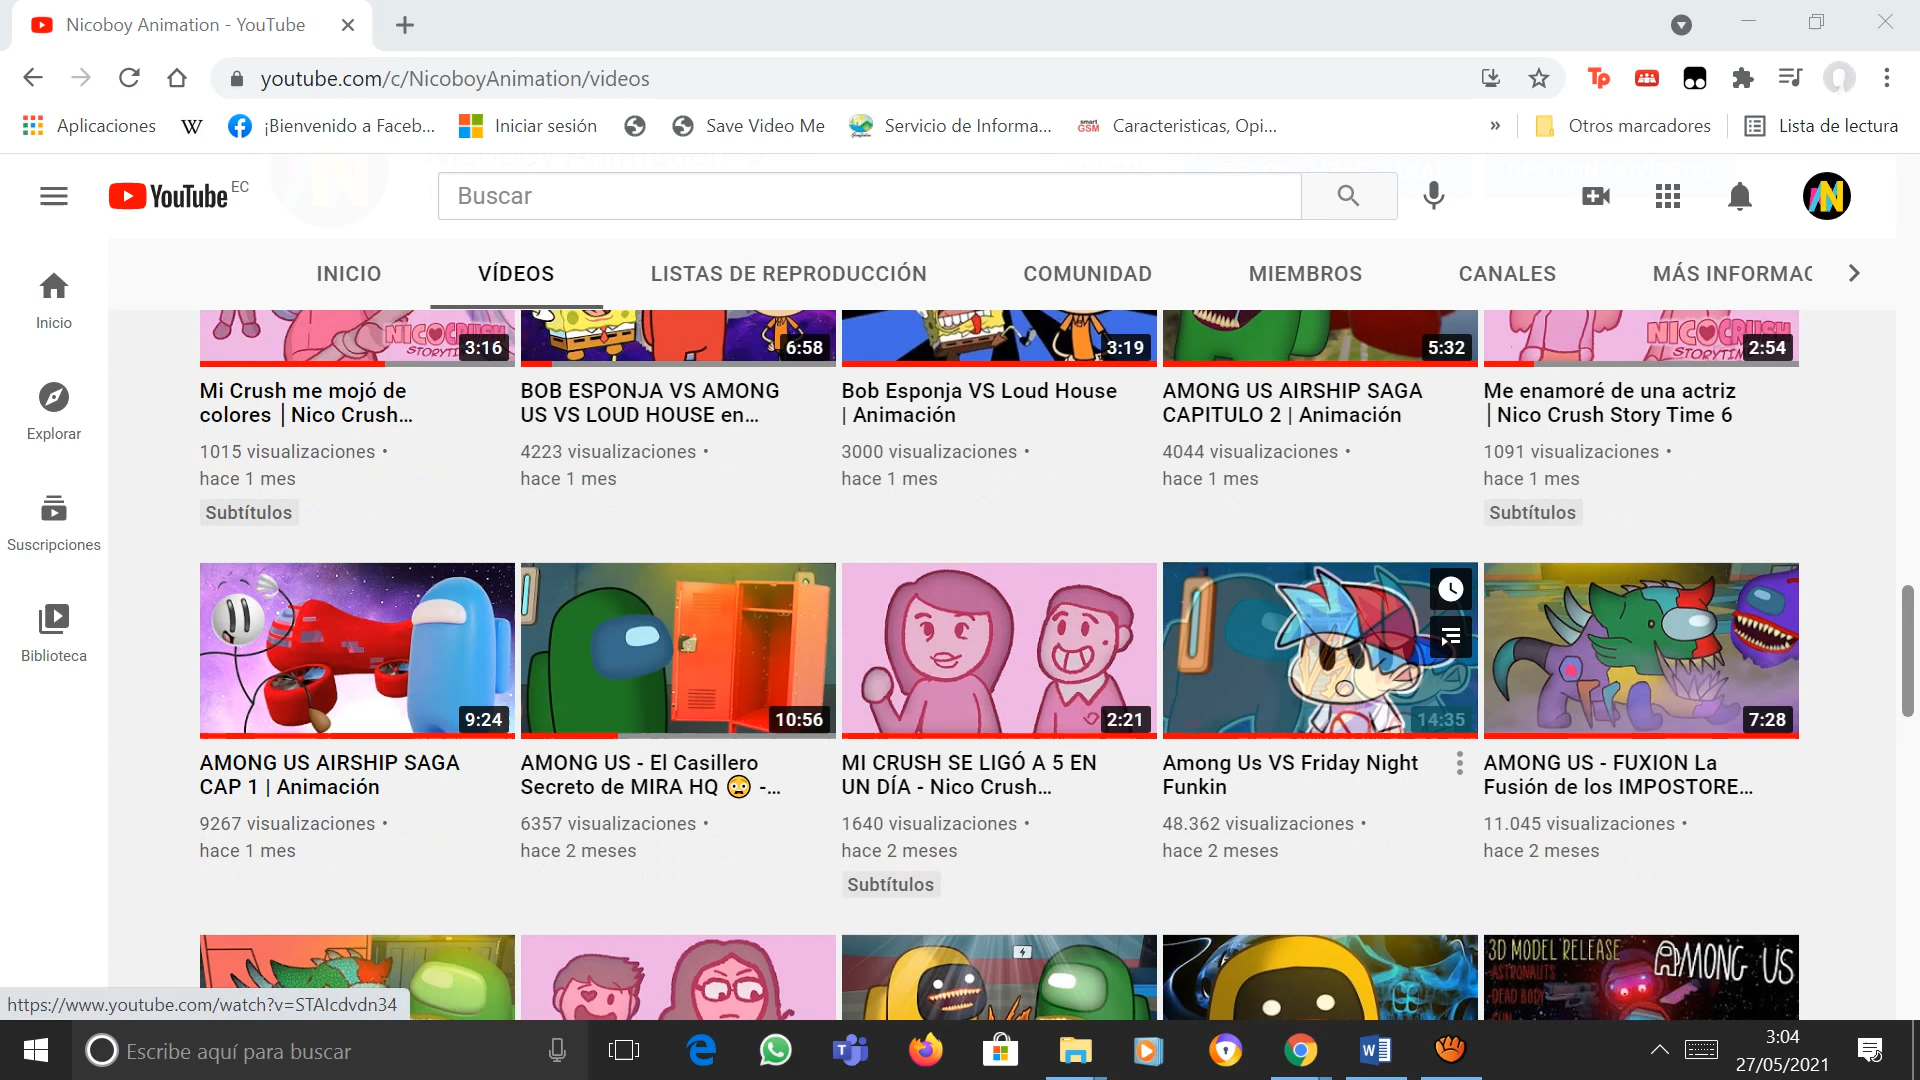 Nicoboy Animation - YouTube
youtube.com/c/NicoboyAnimation/videos
Aplicaciones
W
¡Bienvenido a Faceb...
Iniciar sesión
Save Video Me
Servicio de Informa...
smart GSM
Caracteristicas, Opi...
»
Otros marcadores
Lista de lectura
YouTube EC
Buscar
INICIO
VÍDEOS
LISTAS DE REPRODUCCIÓN
COMUNIDAD
MIEMBROS
CANALES
MÁS INFORMAC
Inicio
Explorar
Suscripciones
Biblioteca
NICOCRUSH
STORYTI
3:16
6:58
3:19
5:32
NICOCRUSH
STORYTIM
2:54
Mi Crush me mojó de
colores │Nico Crush...
1015 visualizaciones •
hace 1 mes
Subtítulos
BOB ESPONJA VS AMONG
US VS LOUD HOUSE en...
4223 visualizaciones •
hace 1 mes
Bob Esponja VS Loud House
| Animación
3000 visualizaciones •
hace 1 mes
AMONG US AIRSHIP SAGA
CAPITULO 2 | Animación
4044 visualizaciones •
hace 1 mes
Me enamoré de una actriz
│Nico Crush Story Time 6
1091 visualizaciones •
hace 1 mes
Subtítulos
9:24
10:56
2:21
14:35
7:28
AMONG US AIRSHIP SAGA
CAP 1 | Animación
9267 visualizaciones •
hace 1 mes
AMONG US - El Casillero
Secreto de MIRA HQ 😳 -...
6357 visualizaciones •
hace 2 meses
MI CRUSH SE LIGÓ A 5 EN
UN DÍA - Nico Crush...
1640 visualizaciones •
hace 2 meses
Subtítulos
Among Us VS Friday Night
Funkin
48.362 visualizaciones •
hace 2 meses
AMONG US - FUXION La
Fusión de los IMPOSTORE...
11.045 visualizaciones •
hace 2 meses
3D MODEL RELEASE
-ASTRONAUTS
-DEAD BODY
AMONG US
https://www.youtube.com/watch?v=STAIcdvdn34
Escribe aquí para buscar
3:04
27/05/2021